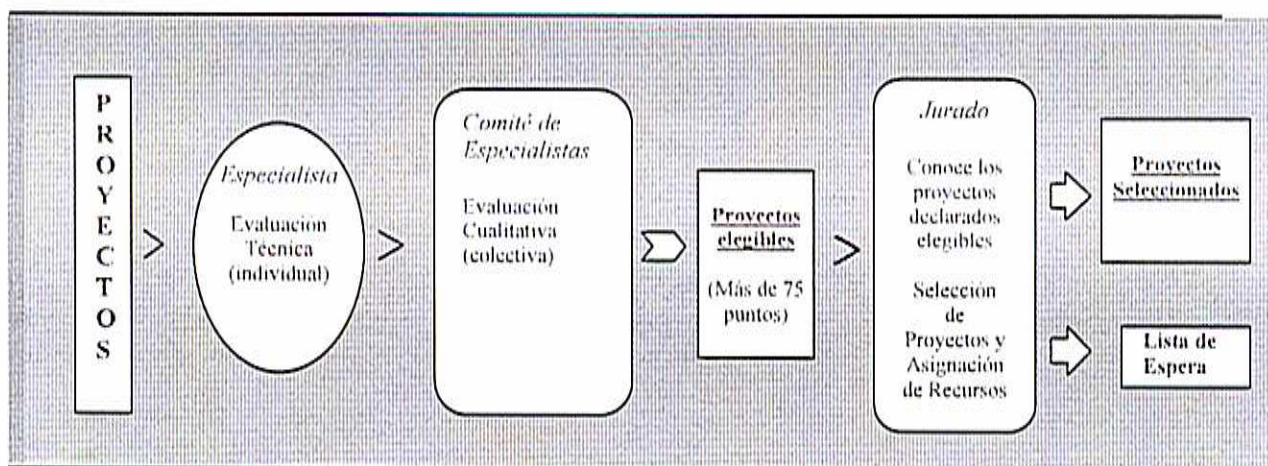 PROYECTOS
Especialista
Evaluación
Técnica
(individual)
Comité de
Especialistas
Evaluación
Cualitativa
(colectiva)
Proyectos
elegibles
(Más de 75
puntos)
Jurado
Conoce los
proyectos
declarados
elegibles
Selección
de
Proyectos y
Asignación
de Recursos
Proyectos
Seleccionados
Lista de
Espera